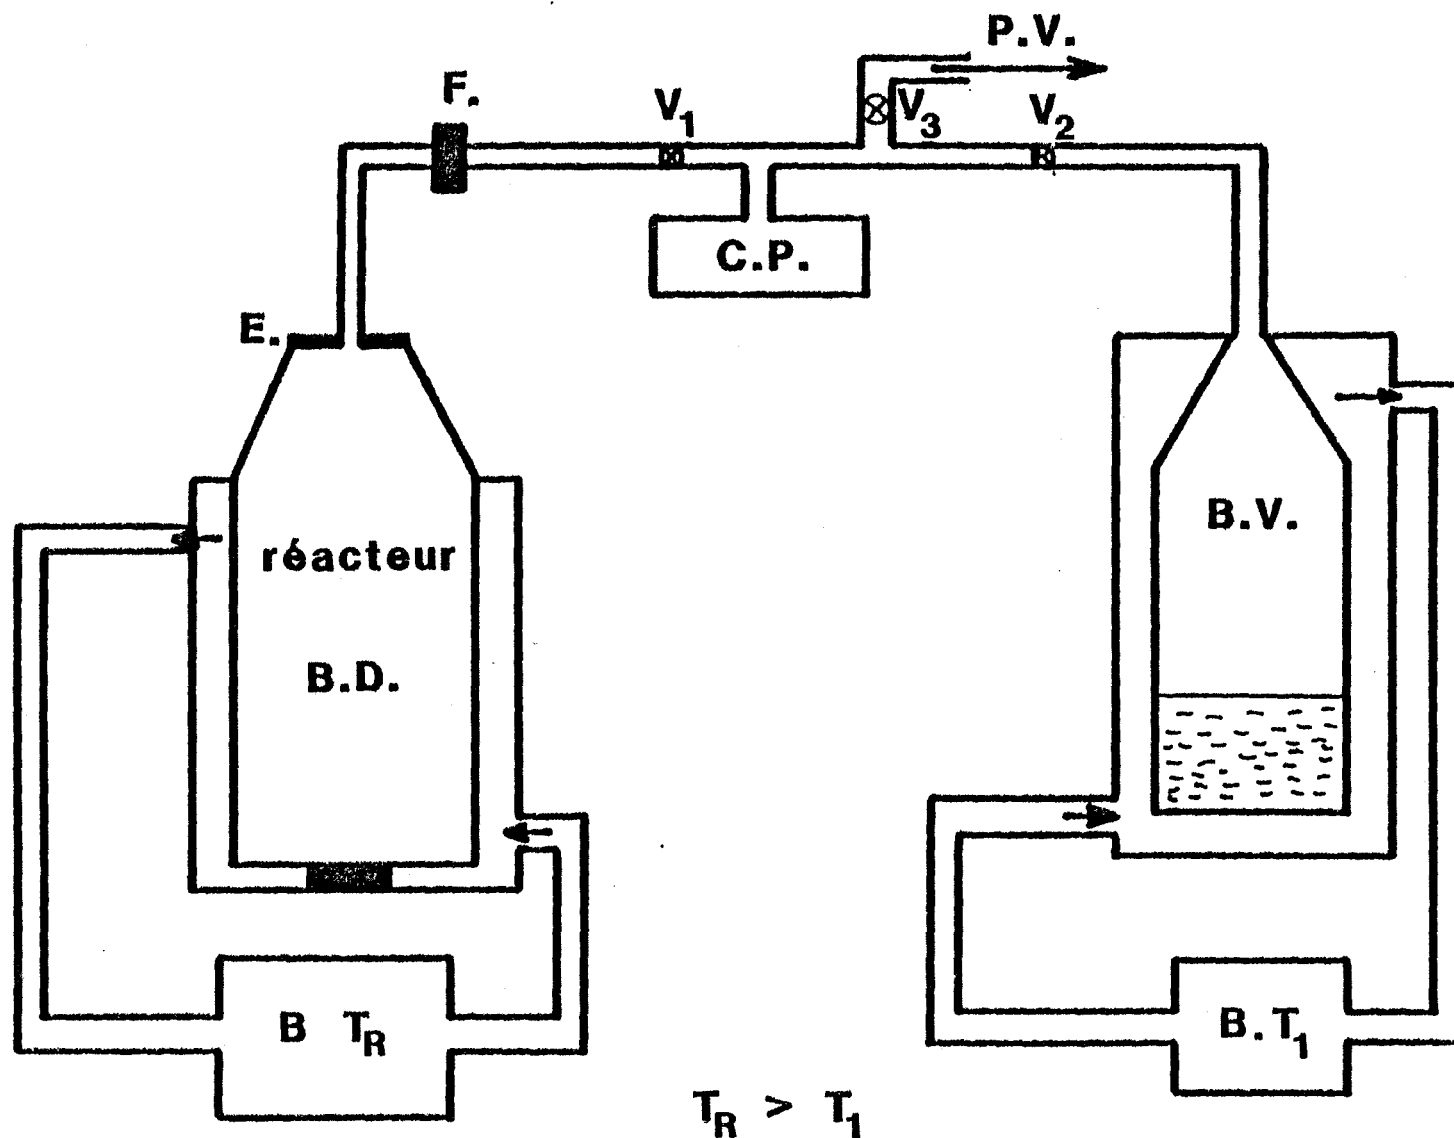 P.V.
F.
V1
V3
V2
C.P.
E.
réacteur
B.D.
B.V.
B TR
B.T1
TR > T1